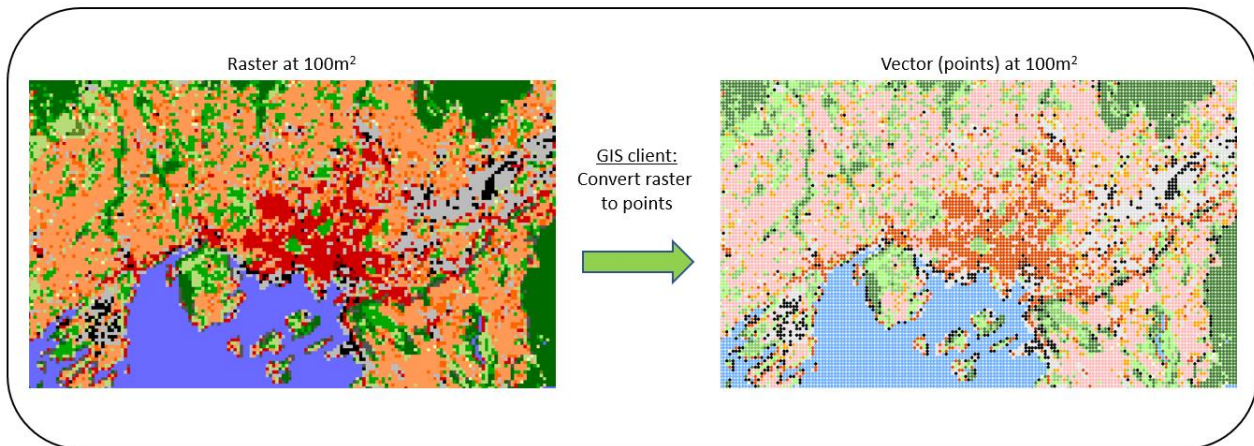 Raster at 100m²
Vector (points) at 100m²
GIS client:
Convert raster
to points